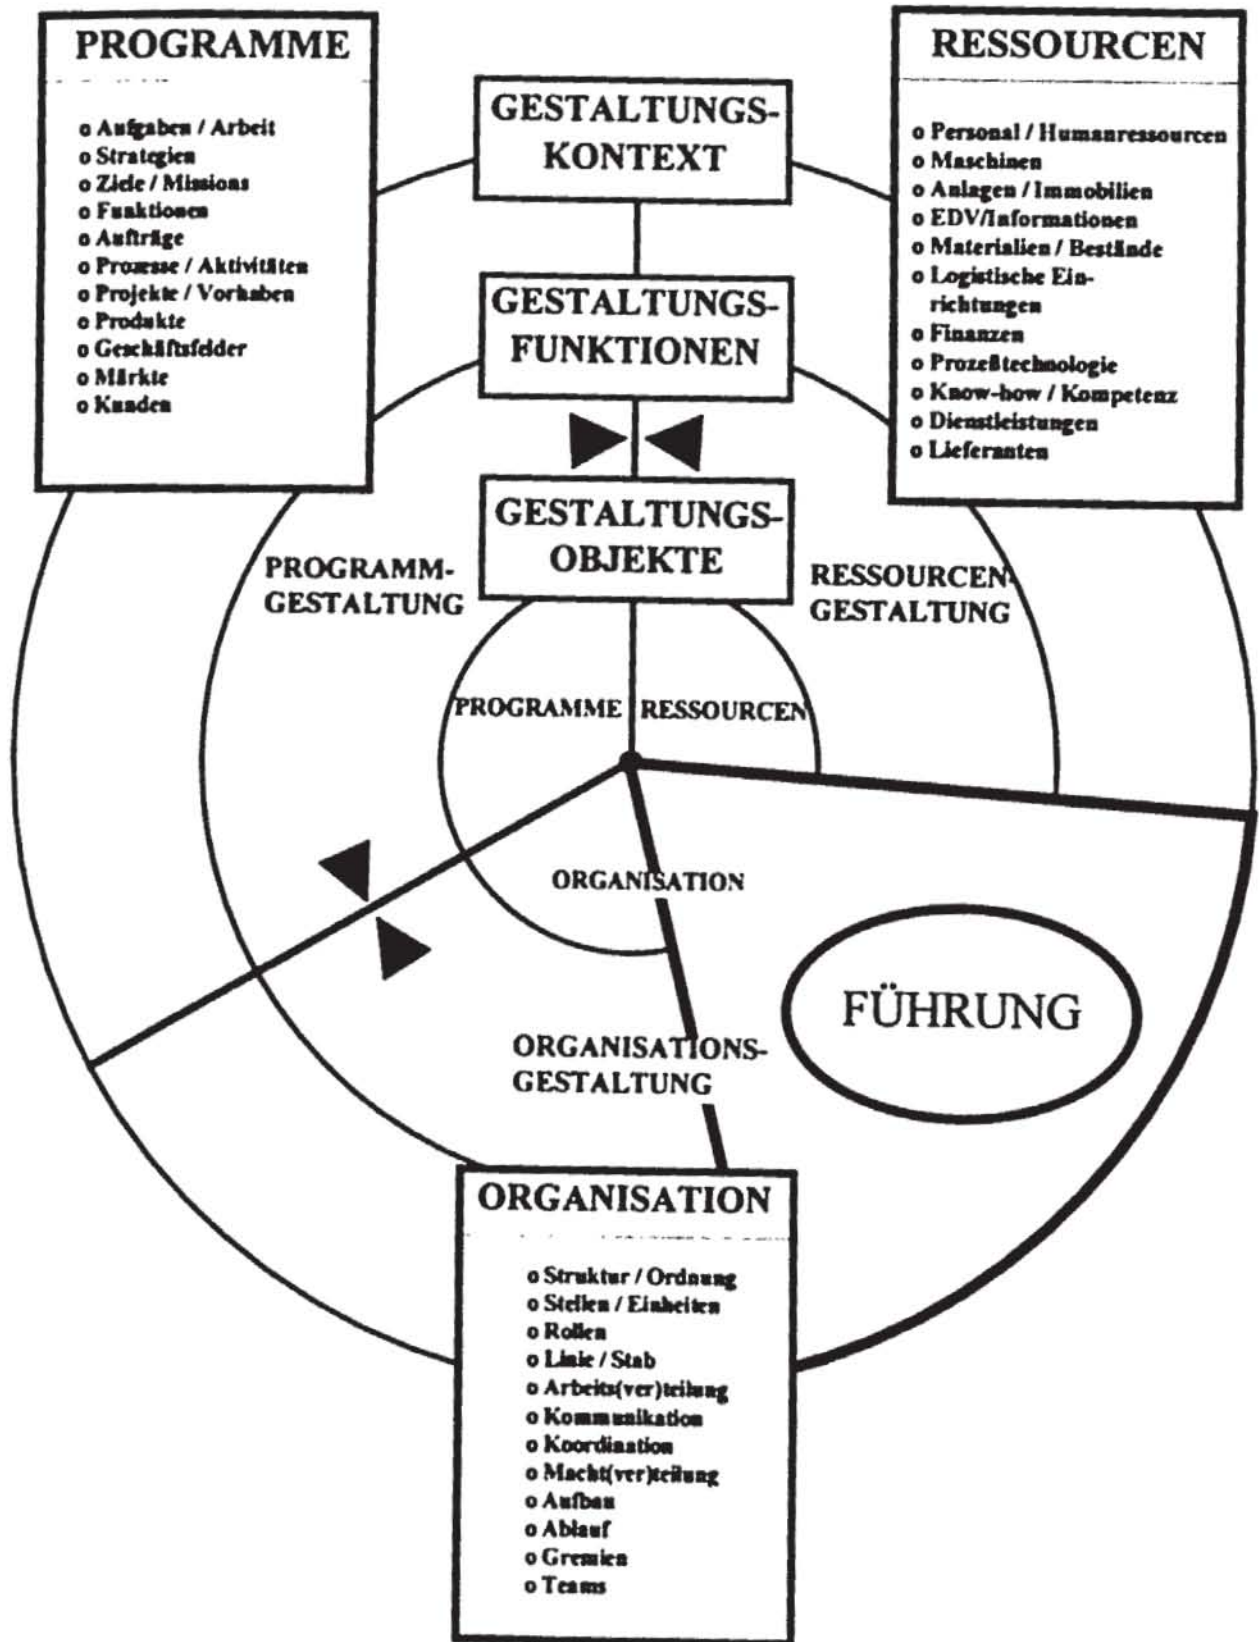 PROGRAMME
o Aufgaben / Arbeit
o Strategien
o Ziele / Missions
o Funktionen
o Aufträge
o Prozesse / Aktivitäten
o Projekte / Vorhaben
o Produkte
o Geschäftsfelder
o Märkte
o Kunden
GESTALTUNGS-
KONTEXT
GESTALTUNGS-
FUNKTIONEN
GESTALTUNGS-
OBJEKTE
RESSOURCEN
o Personal / Humanressourcen
o Maschinen
o Anlagen / Immobilien
o EDV/Informationen
o Materialien / Bestände
o Logistische Ein-
richtungen
o Finanzen
o Prozeßtechnologie
o Know-how / Kompetenz
o Dienstleistungen
o Lieferanten
PROGRAMM-
GESTALTUNG
RESSOURCEN-
GESTALTUNG
PROGRAMME
RESSOURCEN
ORGANISATION
FÜHRUNG
ORGANISATIONS-
GESTALTUNG
ORGANISATION
o Struktur / Ordnung
o Stellen / Einheiten
o Rollen
o Linie / Stab
o Arbeits(ver)teilung
o Kommunikation
o Koordination
o Macht(ver)teilung
o Aufbau
o Ablauf
o Gremien
o Teams